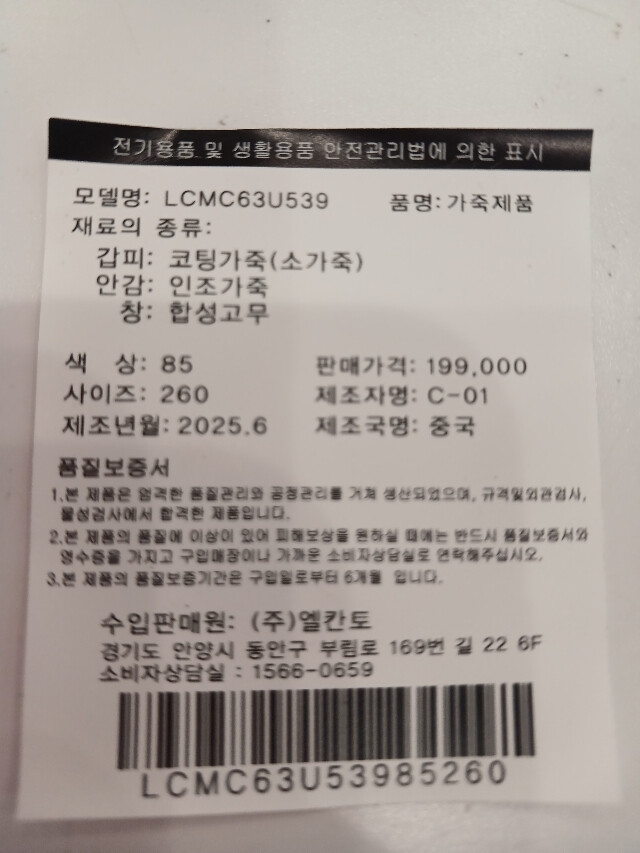 전기용품 및 생활용품 안전관리법에 의한 표시
모델명: LCMC63U539 품명: 가죽제품
재료의 종류:
갑피: 코팅가죽(소가죽)
안감: 인조가죽
창: 합성고무
색 상: 85 판매가격: 199,000
사이즈: 260 제조자명: C-01
제조년월: 2025.6 제조국명: 중국
품질보증서
1.본 제품은 엄격한 품질관리와 공정관리를 거쳐 생산되었으며, 규격및외관검사,
물성검사에서 합격한 제품입니다.
2.본 제품의 품질에 이상이 있어 피해보상을 원하실 때에는 반드시 품질보증서와
영수증을 가지고 구입매장이나 가까운 소비자상담실로 연락해주십시오.
3.본 제품의 품질보증기간은 구입일로부터 6개월 입니다.
수입판매원: (주)엘칸토
경기도 안양시 동안구 부림로 169번 길 22 6F
소비자상담실 : 1566-0659
LCMC63U53985260